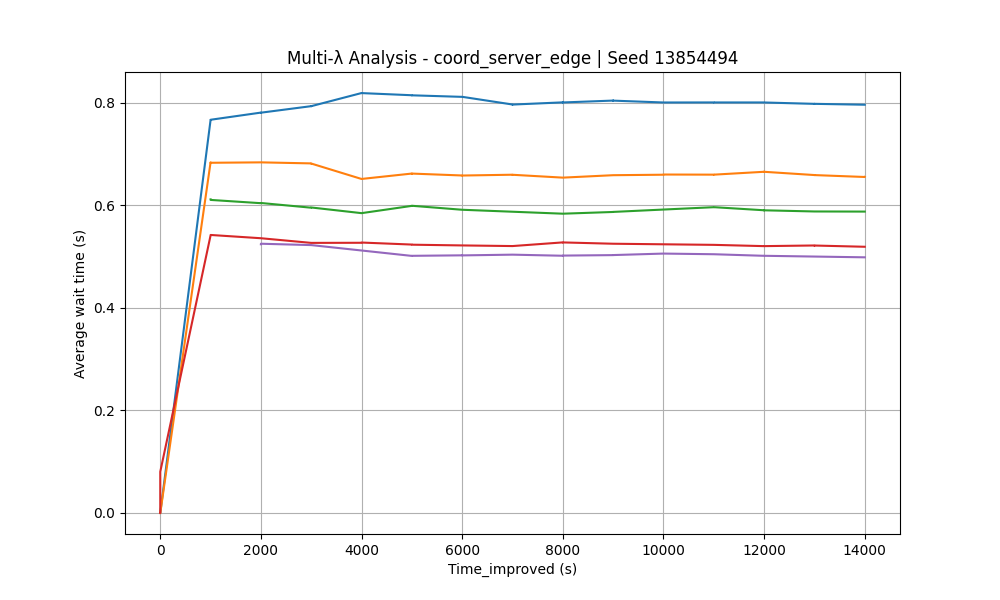 Multi-λ Analysis - coord_server_edge | Seed 13854494
Average wait time (s)
0.8
0.6
0.4
0.2
0.0
0 2000 4000 6000 8000 10000 12000 14000
Time_improved (s)